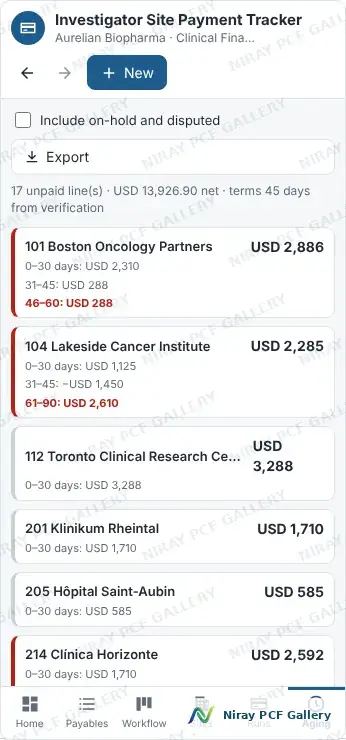 Investigator Site Payment Tracker
Aurelian Biopharma · Clinical Fina...
New
Include on-hold and disputed
Export
17 unpaid line(s) · USD 13,926.90 net · terms 45 days
from verification
101 Boston Oncology Partners USD 2,886
0–30 days: USD 2,310
31–45: USD 288
46–60: USD 288
104 Lakeside Cancer Institute USD 2,285
0–30 days: USD 1,125
31–45: −USD 1,450
61–90: USD 2,610
112 Toronto Clinical Research Ce... USD
3,288
0–30 days: USD 3,288
201 Klinikum Rheintal USD 1,710
0–30 days: USD 1,710
205 Hôpital Saint-Aubin USD 585
0–30 days: USD 585
214 Clínica Horizonte USD 2,592
0–30 days: USD 1,710
Home Payables Workflow Runs Aging
Niray PCF Gallery
NIRAY PCF GALLERY